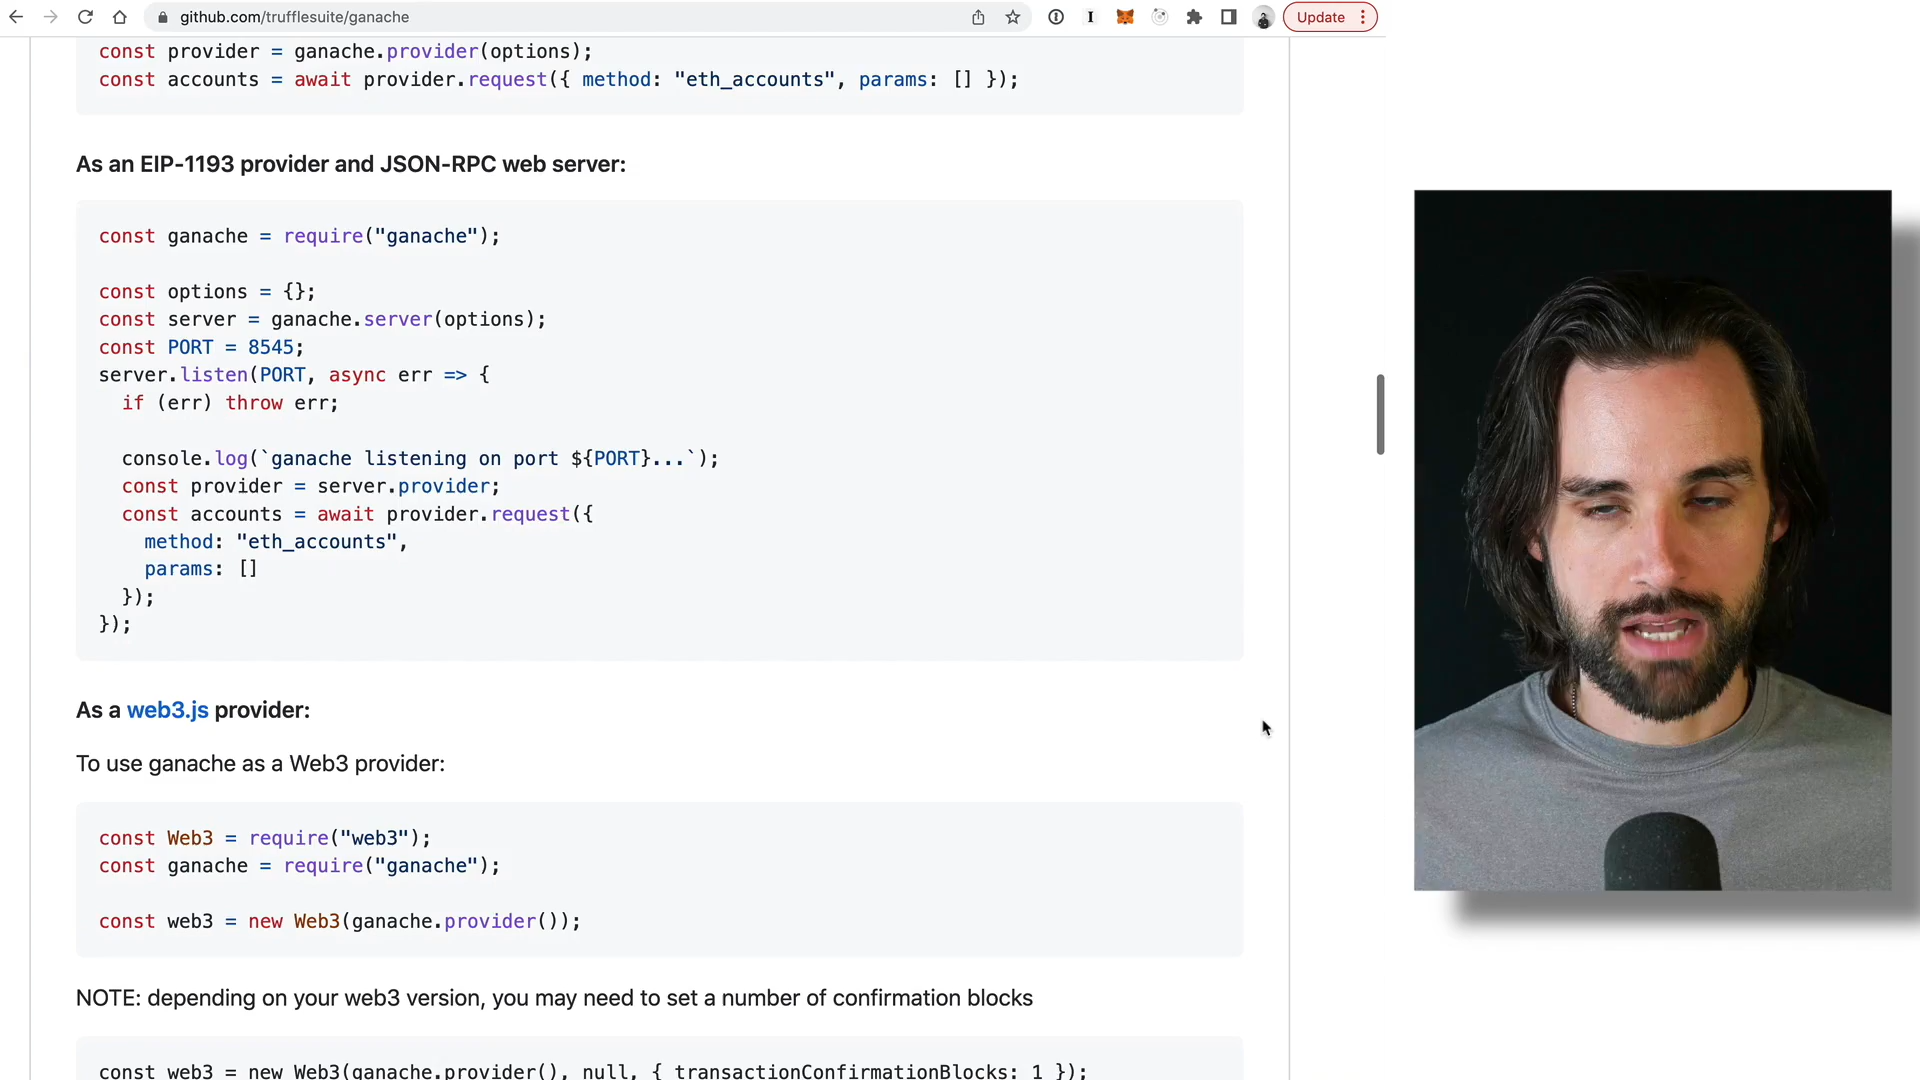 github.com/trufflesuite/ganache
Update
const provider = ganache.provider(options);
const accounts = await provider.request({ method: "eth_accounts", params: [] });
As an EIP-1193 provider and JSON-RPC web server:
const ganache = require("ganache");
const options = {};
const server = ganache.server(options);
const PORT = 8545;
server.listen(PORT, async err => {
if (err) throw err;
console.log(`ganache listening on port ${PORT}...`);
const provider = server.provider;
const accounts = await provider.request({
method: "eth_accounts",
params: []
});
});
As a web3.js provider:
To use ganache as a Web3 provider:
const Web3 = require("web3");
const ganache = require("ganache");
const web3 = new Web3(ganache.provider());
NOTE: depending on your web3 version, you may need to set a number of confirmation blocks
const web3 = new Web3(ganache.provider(), null, { transactionConfirmationBlocks: 1 });